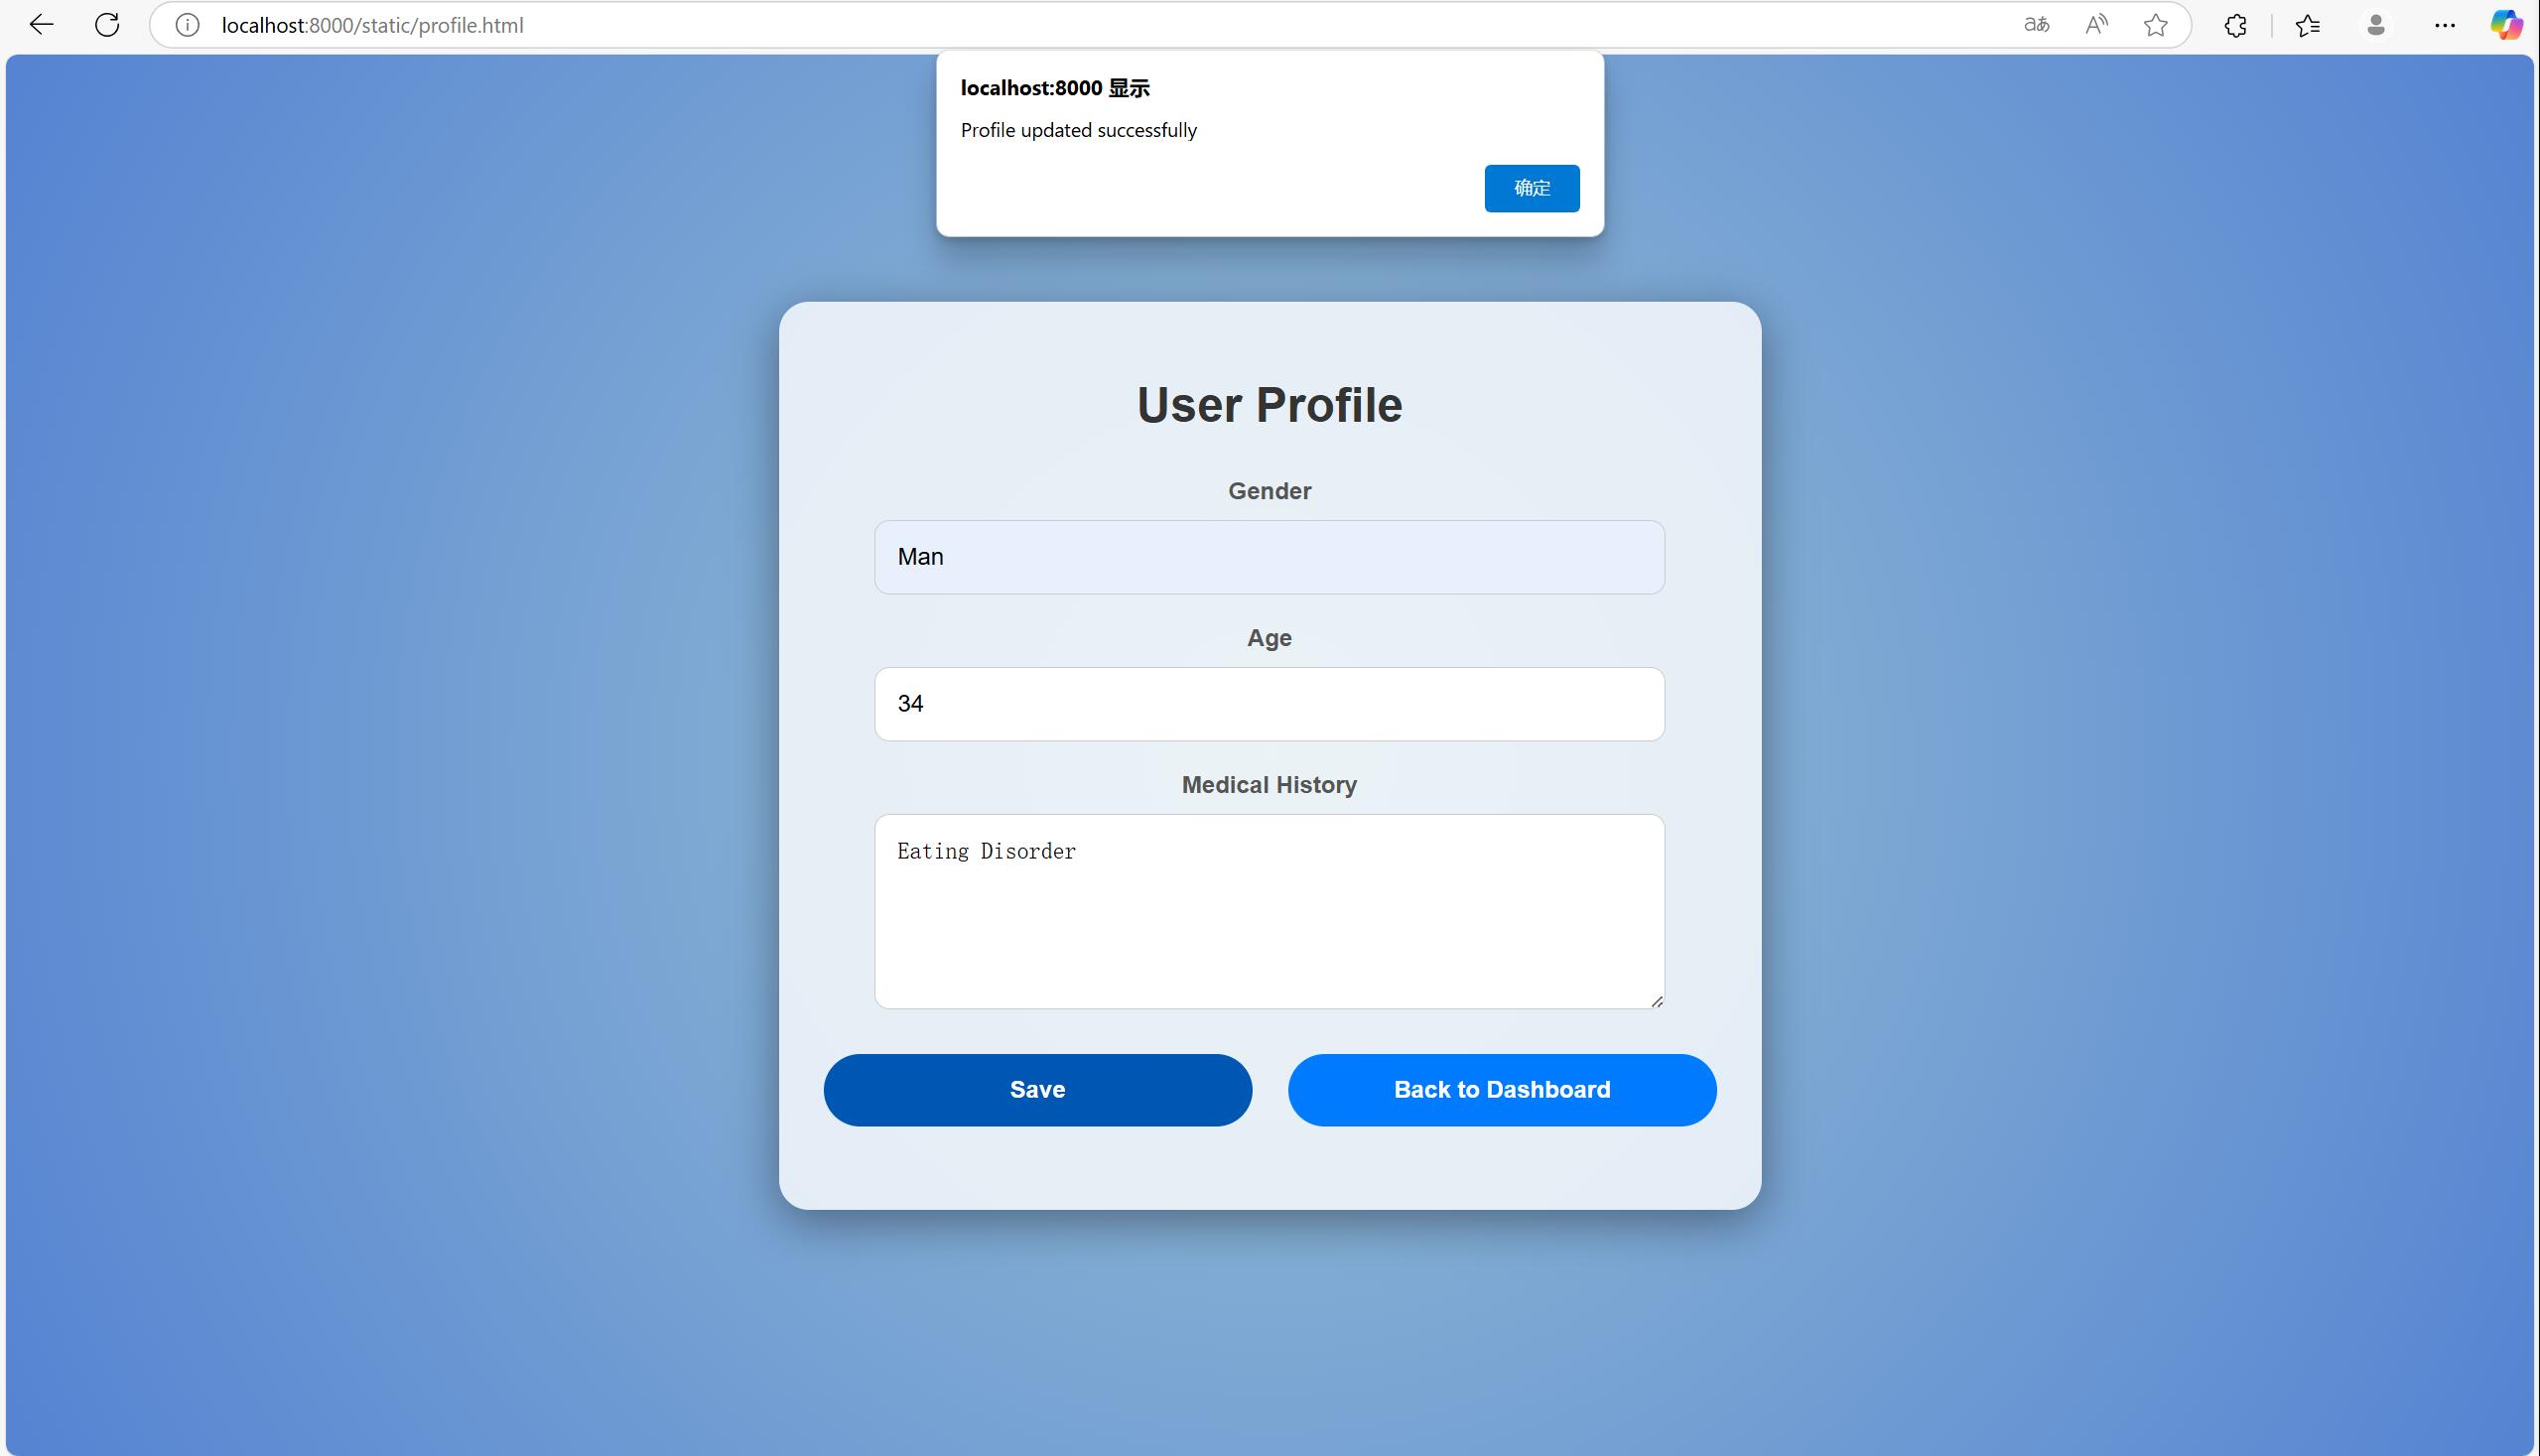 localhost:8000/static/profile.html
localhost:8000 显示
Profile updated successfully
确定
User Profile
Gender
Man
Age
34
Medical History
Eating Disorder
Save
Back to Dashboard